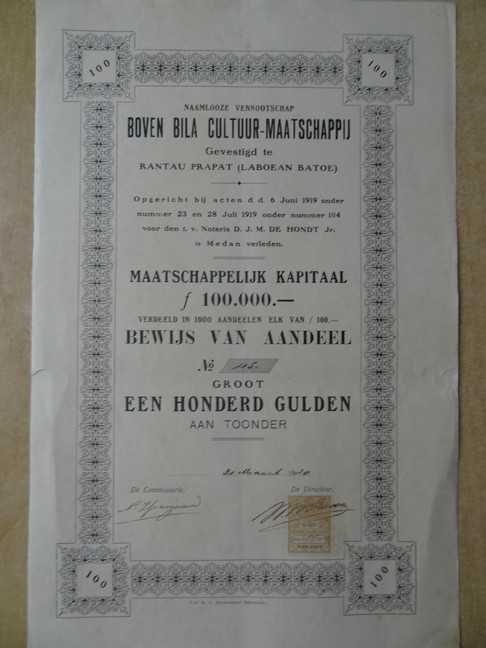 100
100
NAAMLOOZE VENNOOTSCHAP
BOVEN BILA CULTUUR-MAATSCHAPPIJ
Gevestigd te
RANTAU PRAPAT (LABOEAN BATOE)
Opgericht bij acten d.d. 6 Juni 1919 onder
nummer 23 en 28 Juli 1919 onder nummer 104
voor den t. v. Notaris D. J. M. DE HONDT Jr.
te Medan verleden.
MAATSCHAPPELIJK KAPITAAL
ƒ 100.000.—
VERDEELD IN 1000 AANDEELEN ELK VAN ƒ 100.—
BEWIJS VAN AANDEEL
No 115.
GROOT
EEN HONDERD GULDEN
AAN TOONDER
21 Maart
De Commissaris,
De Directeur,
100
100